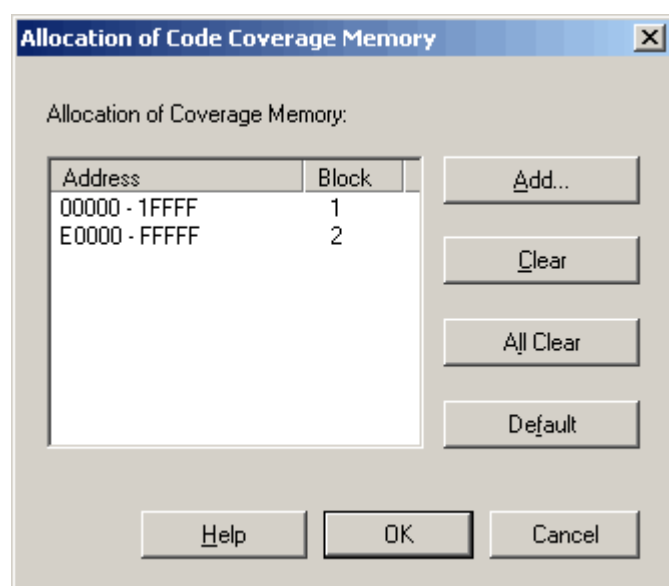 Allocation of Code Coverage Memory
Allocation of Coverage Memory:
Address Block
00000 - 1FFFF 1
E0000 - FFFFF 2
Add...
Clear
All Clear
Default
Help OK Cancel